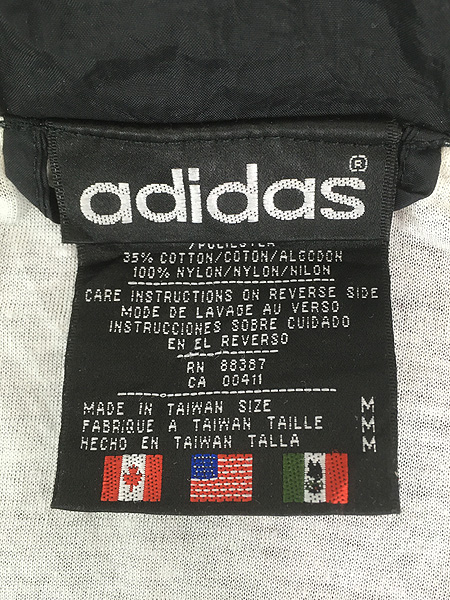 adidas®
/POLIESTER
35% COTTON/COTON/ALGODON
100% NYLON/NYLON/NILON
CARE INSTRUCTIONS ON REVERSE SIDE
MODE DE LAVAGE AU VERSO
INSTRUCCIONES SOBRE CUIDADO
EN EL REVERSO
RN 88387
CA 00411
MADE IN TAIWAN SIZE M
FABRIQUE A TAIWAN TAILLE M
HECHO EN TAIWAN TALLA M